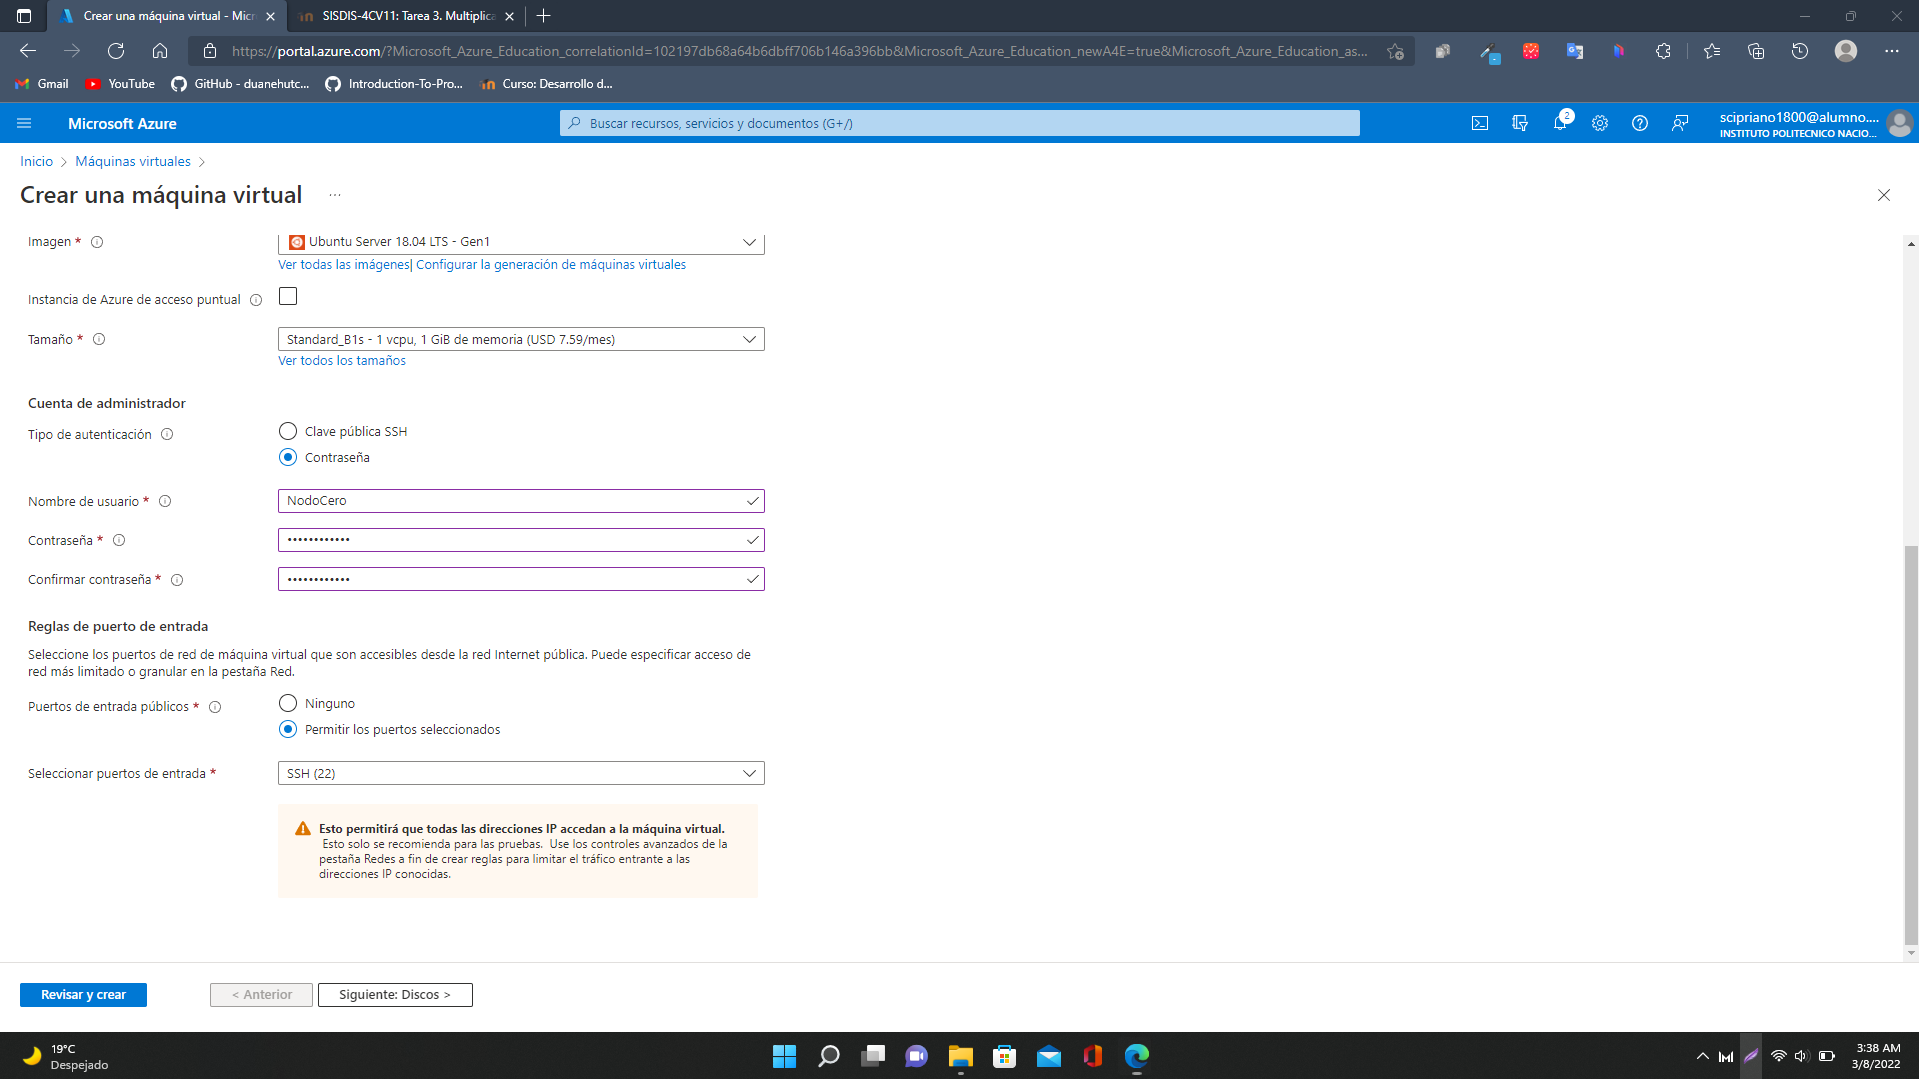 Crear una máquina virtual - Micr
SISDIS-4CV11: Tarea 3. Multiplica
https://portal.azure.com/?Microsoft_Azure_Education_correlationId=102197db68a64b6dbff706b146a396bb&Microsoft_Azure_Education_newA4E=true&Microsoft_Azure_Education_as...
Gmail
YouTube
GitHub - duanehutc...
Introduction-To-Pro...
Curso: Desarrollo d...
Microsoft Azure
Buscar recursos, servicios y documentos (G+/)
2
scipriano1800@alumno....
INSTITUTO POLITECNICO NACIO...
Inicio > Máquinas virtuales >
Crear una máquina virtual ...
Imagen *
Ubuntu Server 18.04 LTS - Gen1
Ver todas las imágenes| Configurar la generación de máquinas virtuales
Instancia de Azure de acceso puntual
Tamaño *
Standard_B1s - 1 vcpu, 1 GiB de memoria (USD 7.59/mes)
Ver todos los tamaños
Cuenta de administrador
Tipo de autenticación
Clave pública SSH
Contraseña
Nombre de usuario *
NodoCero
Contraseña *
••••••••••••
Confirmar contraseña *
••••••••••••
Reglas de puerto de entrada
Seleccione los puertos de red de máquina virtual que son accesibles desde la red Internet pública. Puede especificar acceso de
red más limitado o granular en la pestaña Red.
Puertos de entrada públicos *
Ninguno
Permitir los puertos seleccionados
Seleccionar puertos de entrada *
SSH (22)
Esto permitirá que todas las direcciones IP accedan a la máquina virtual.
Esto solo se recomienda para las pruebas. Use los controles avanzados de la
pestaña Redes a fin de crear reglas para limitar el tráfico entrante a las
direcciones IP conocidas.
Revisar y crear
< Anterior
Siguiente: Discos >
19°C
Despejado
3:38 AM
3/8/2022